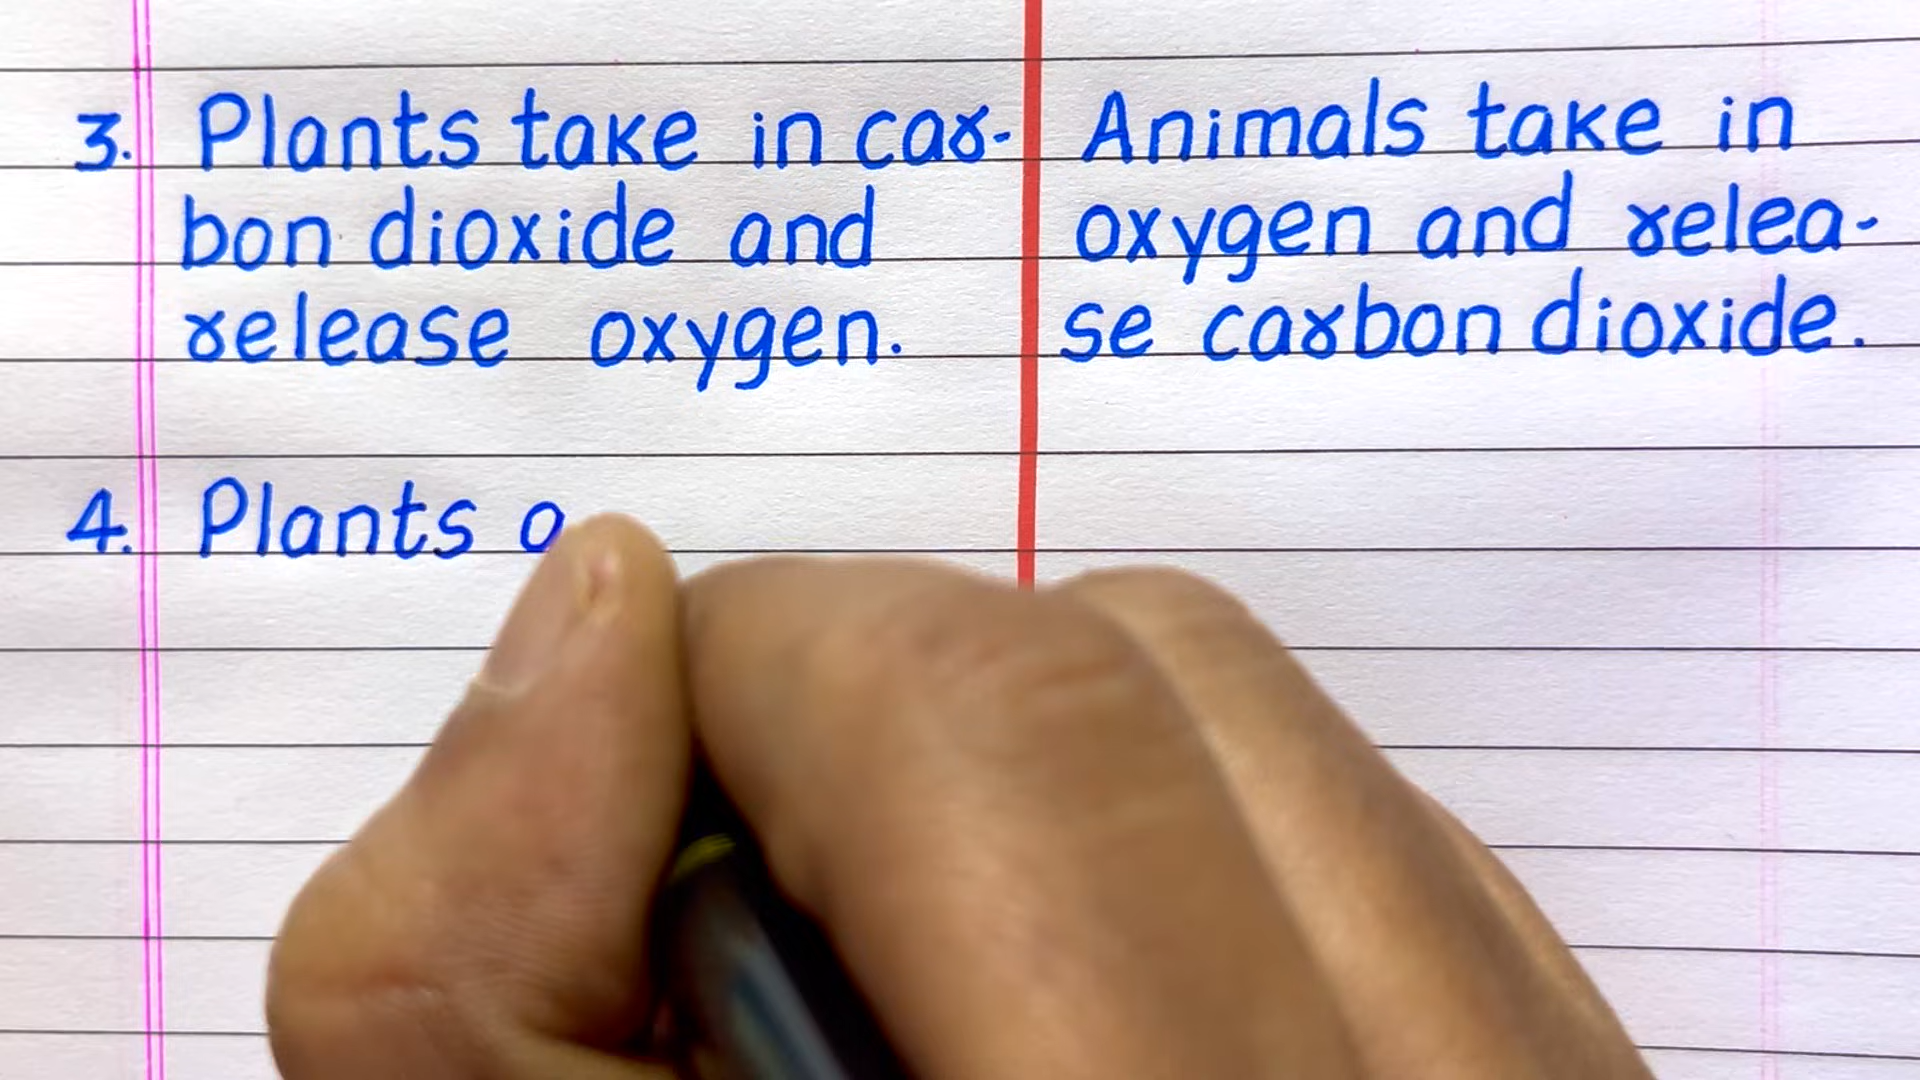 3. Plants take in car-
bon dioxide and
release oxygen.
Animals take in
oxygen and relea-
se carbon dioxide.
4. Plants